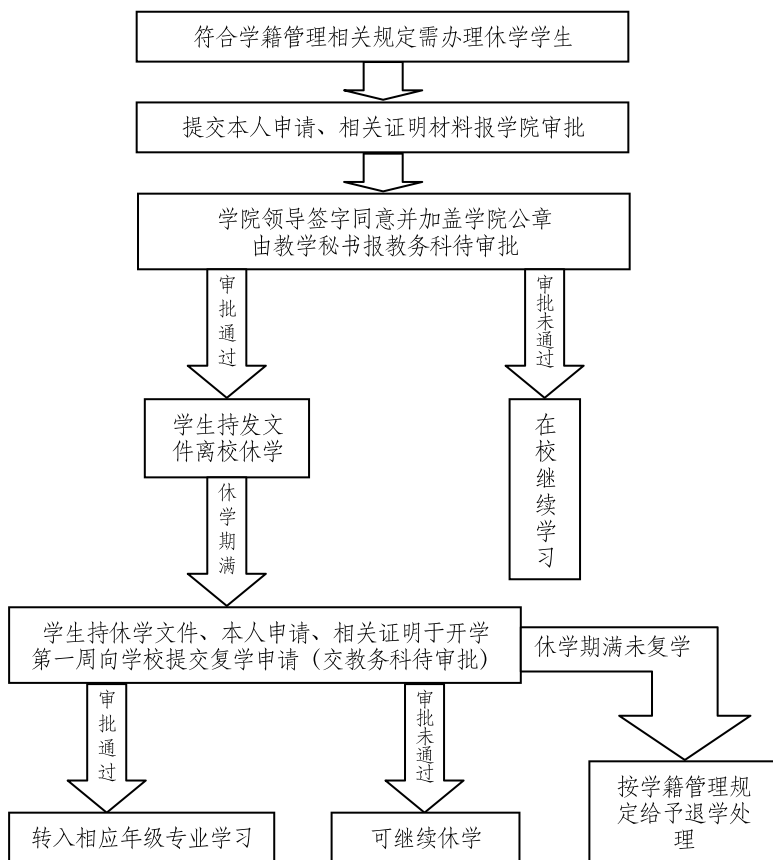 符合学籍管理相关规定需办理休学学生
提交本人申请、相关证明材料报学院审批
学院领导签字同意并加盖学院公章
由教学秘书报教务科待审批
审批通过
审批未通过
学生持发文
件离校休学
在校继续学习
休学期满
学生持休学文件、本人申请、相关证明于开学
第一周向学校提交复学申请（交教务科待审批）
休学期满未复学
审批通过
审批未通过
按学籍管理规
定给予退学处
理
转入相应年级专业学习
可继续休学